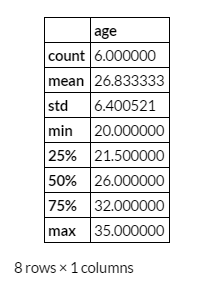 age
count 6.000000
mean 26.833333
std 6.400521
min 20.000000
25% 21.500000
50% 26.000000
75% 32.000000
max 35.000000
8 rows × 1 columns